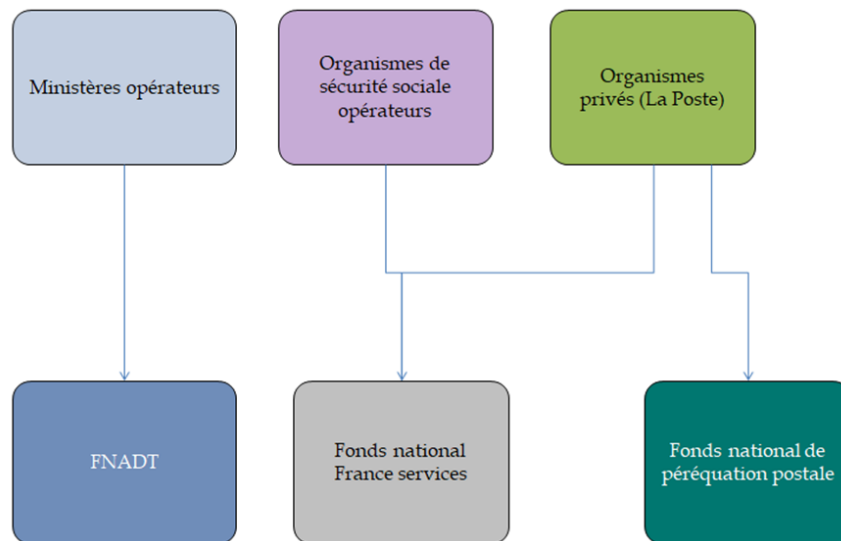 Ministères opérateurs
Organismes de
sécurité sociale
opérateurs
Organismes
privés (La Poste)
FNADT
Fonds national
France services
Fonds national de
péréquation postale